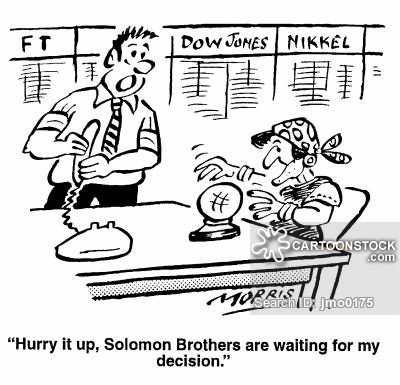 FT
DOW JONES
NIKKEL
MORRIS
CARTOONSTOCK
.com
Search ID: jmo0175
"Hurry it up, Solomon Brothers are waiting for my
decision."